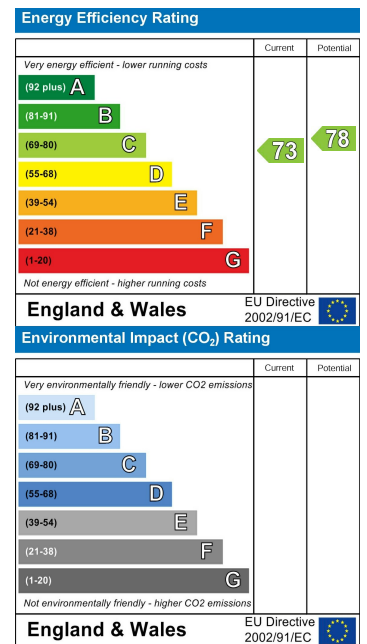 Energy Efficiency Rating
Current Potential
Very energy efficient - lower running costs
(92 plus) A
(81-91) B
(69-80) C
73 78
(55-68) D
(39-54) E
(21-38) F
(1-20) G
Not energy efficient - higher running costs
England & Wales
EU Directive
2002/91/EC
Environmental Impact (CO₂) Rating
Current Potential
Very environmentally friendly - lower CO2 emissions
(92 plus) A
(81-91) B
(69-80) C
(55-68) D
(39-54) E
(21-38) F
(1-20) G
Not environmentally friendly - higher CO2 emissions
England & Wales
EU Directive
2002/91/EC